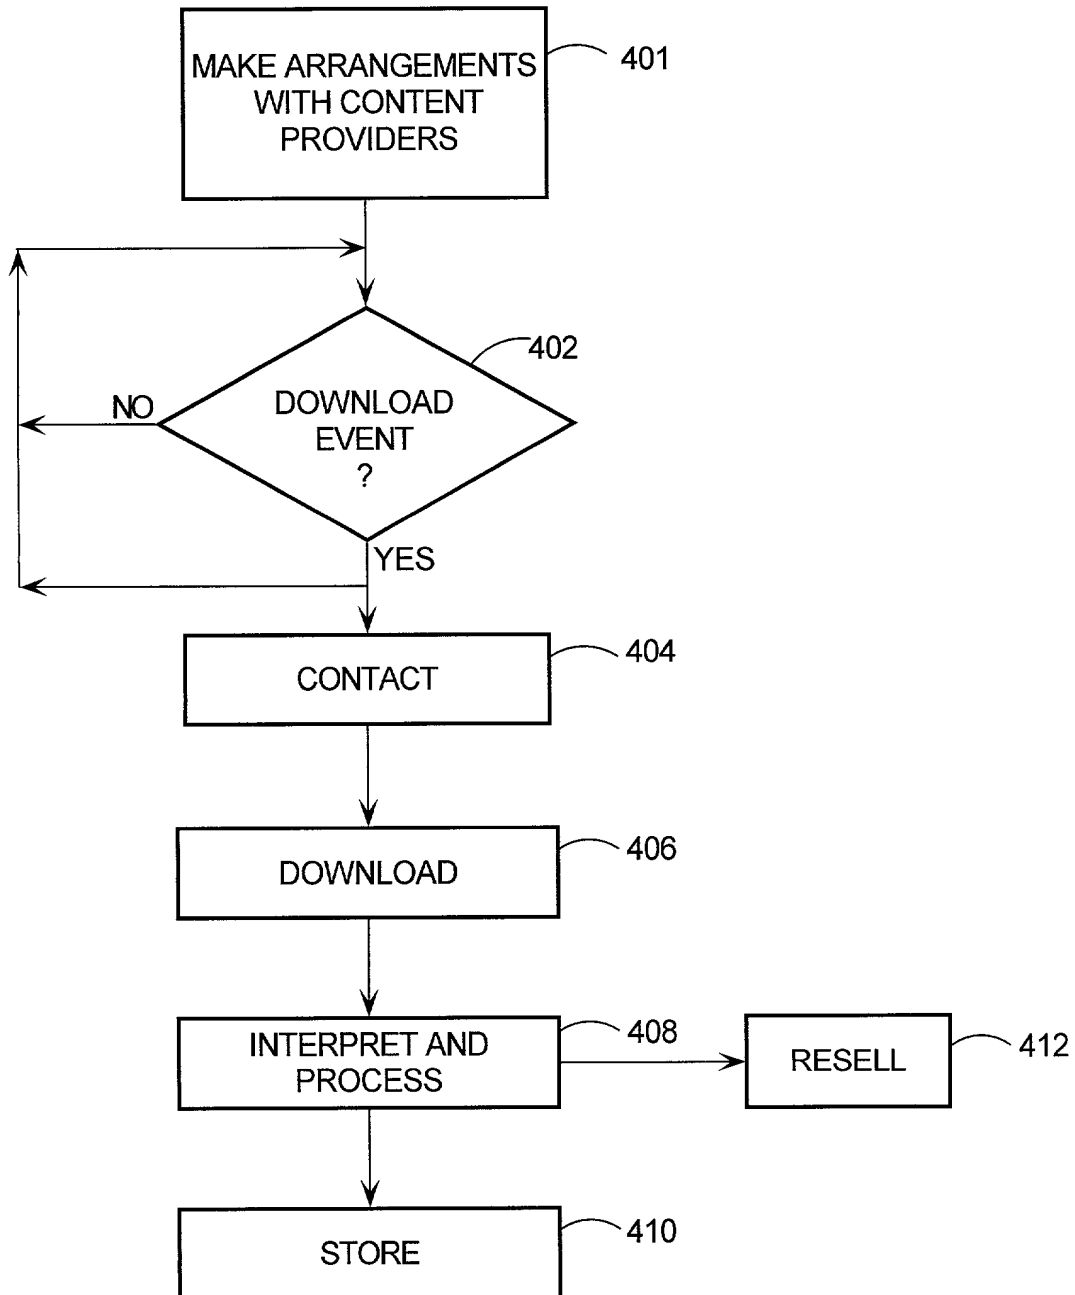 MAKE ARRANGEMENTS
WITH CONTENT
PROVIDERS
401
402
DOWNLOAD
EVENT
?
NO
YES
CONTACT
404
DOWNLOAD
406
INTERPRET AND
PROCESS
408
RESELL
412
STORE
410